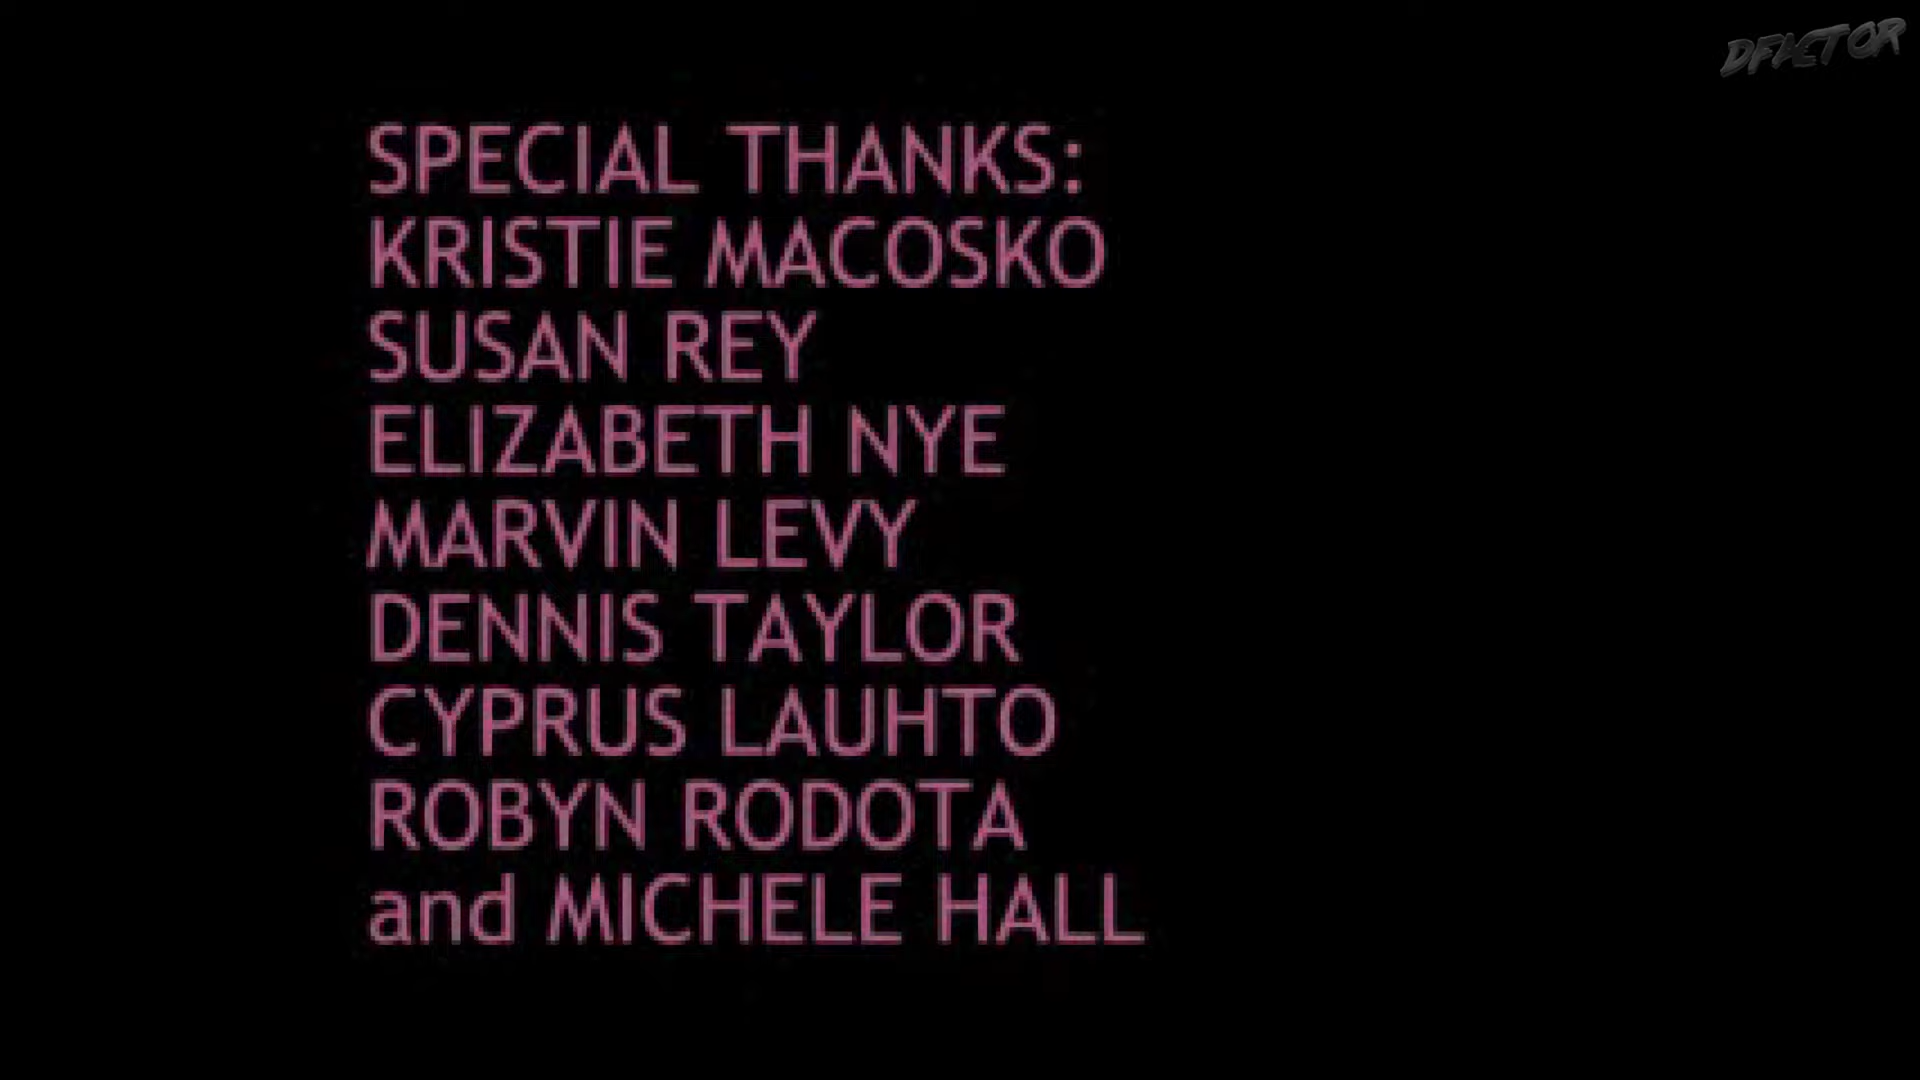 DFACTOR
SPECIAL THANKS:
KRISTIE MACOSKO
SUSAN REY
ELIZABETH NYE
MARVIN LEVY
DENNIS TAYLOR
CYPRUS LAUHTO
ROBYN RODOTA
and MICHELE HALL